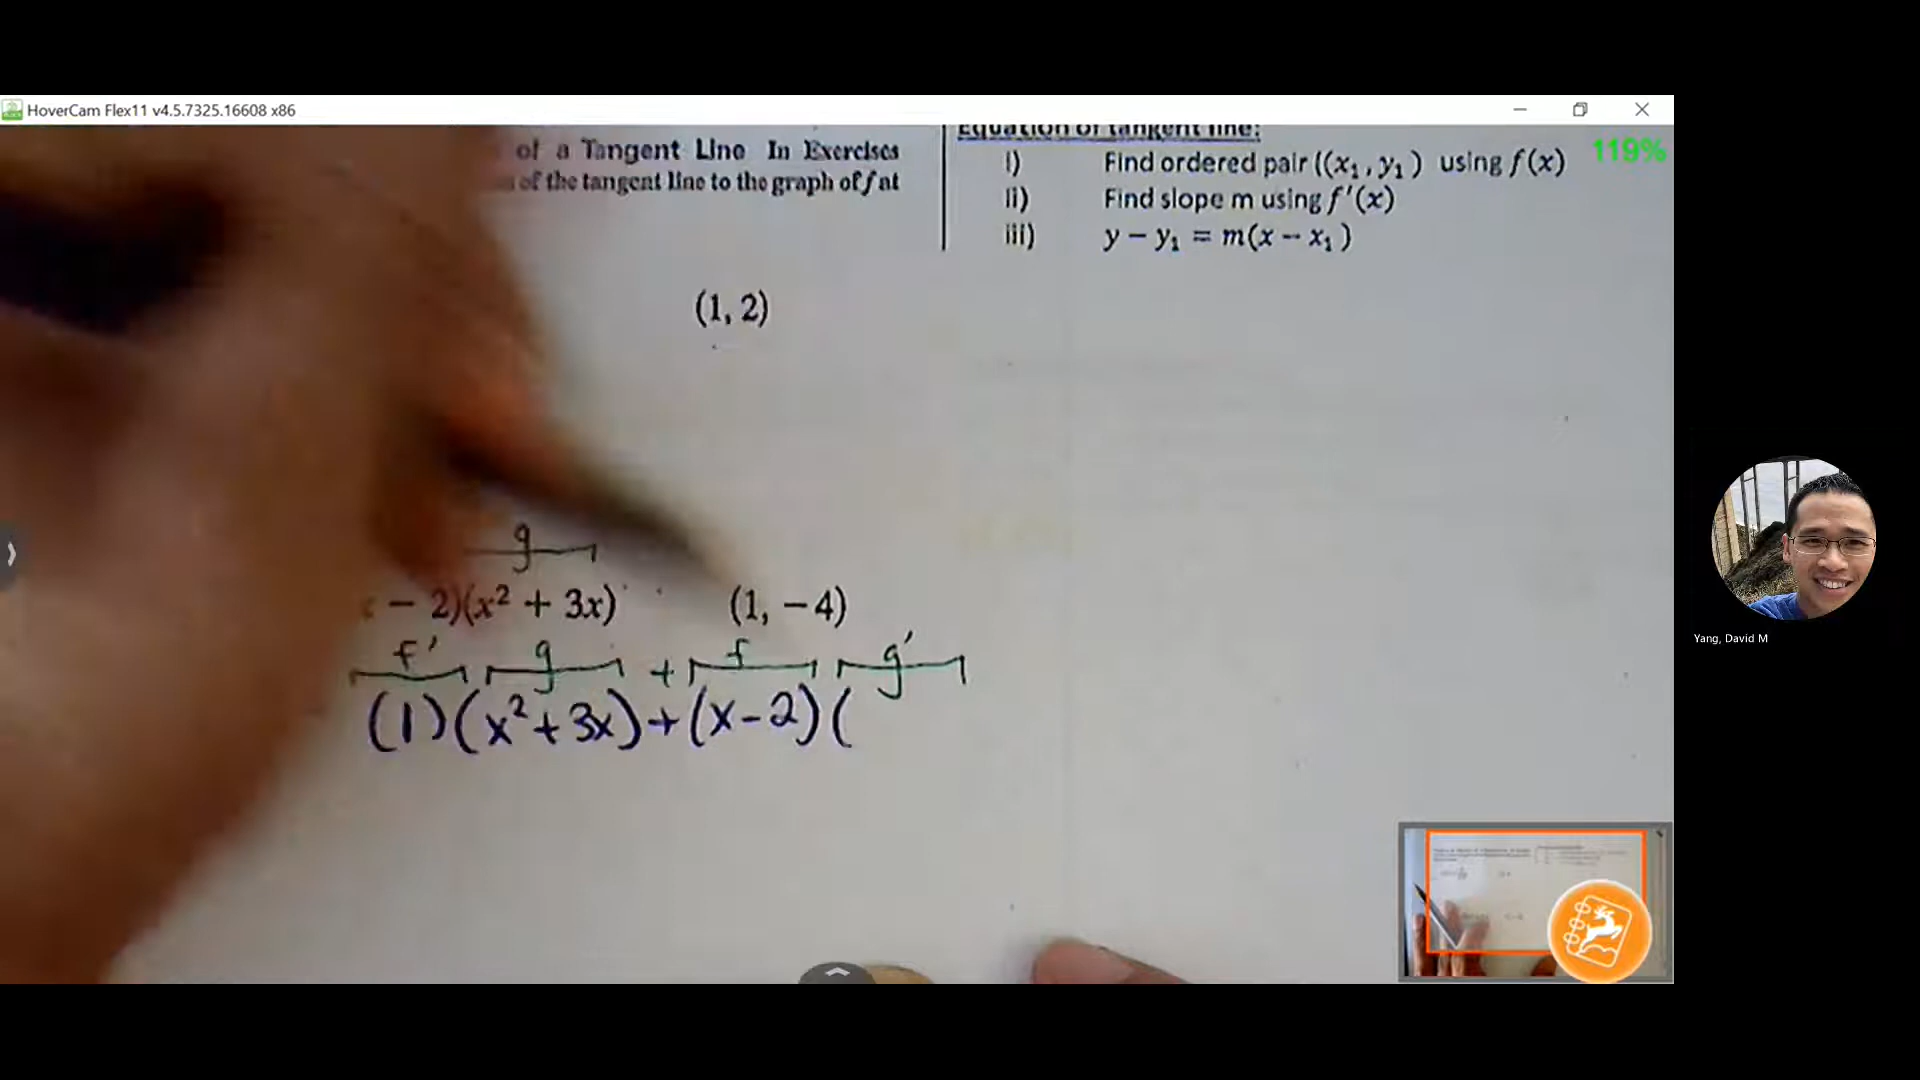 HoverCam Flex11 v4.5.7325.16608 x86
of a Tangent Line In Exercises
of the tangent line to the graph of f at
Equation of tangent line:
i) Find ordered pair ((x₁, y₁) using f(x)
ii) Find slope m using f′(x)
iii) y − y₁ = m(x − x₁)
119%
(1, 2)
g
− 2)(x² + 3x) (1, −4)
f' g + f g'
(1)(x²+3x)+(x-2)(
Yang, David M